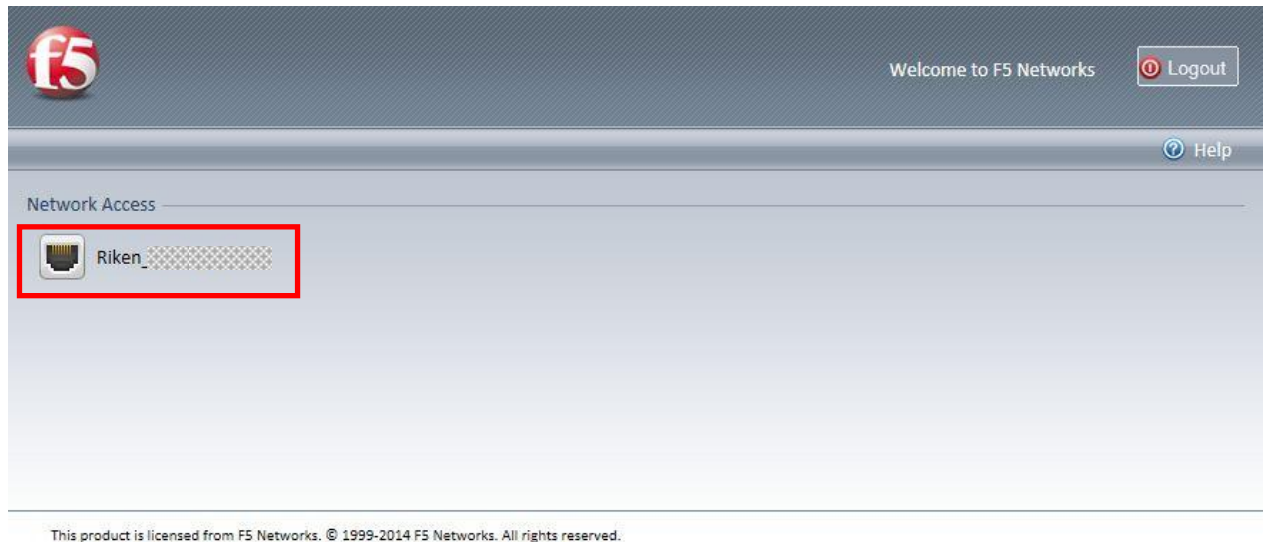 f5
Welcome to F5 Networks
Logout
Help
Network Access
Riken_
This product is licensed from F5 Networks. © 1999-2014 F5 Networks. All rights reserved.